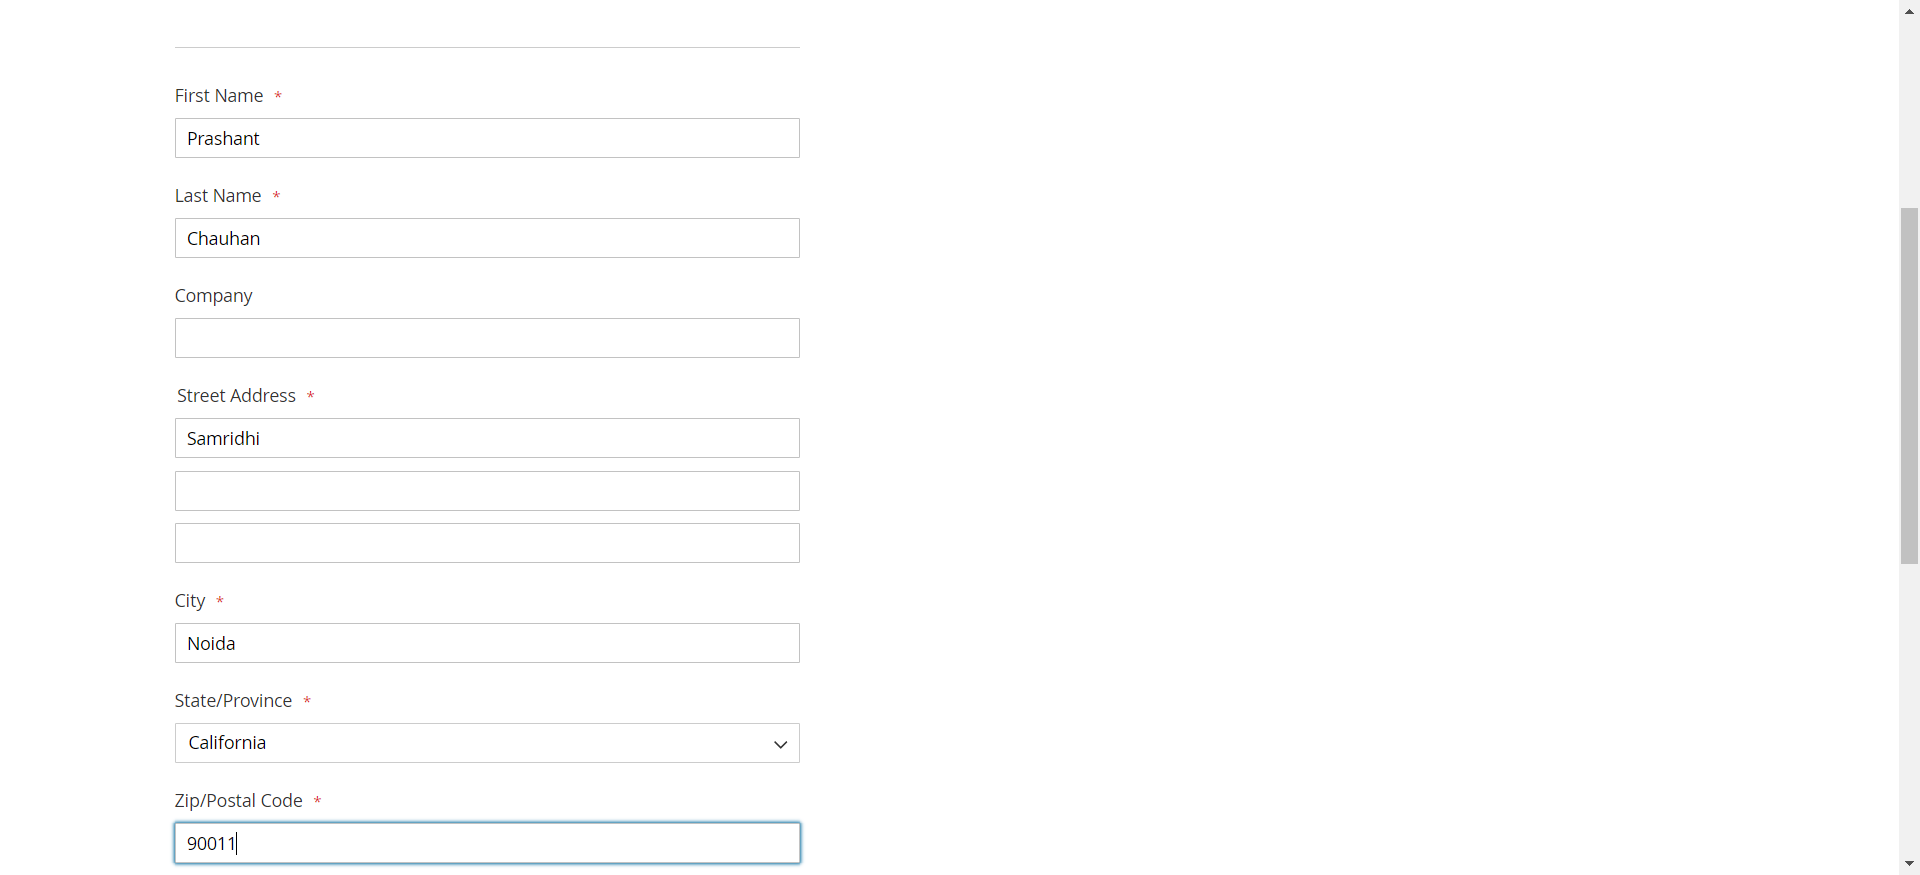 First Name *
Prashant
Last Name *
Chauhan
Company
Street Address *
Samridhi
City *
Noida
State/Province *
California
Zip/Postal Code *
90011